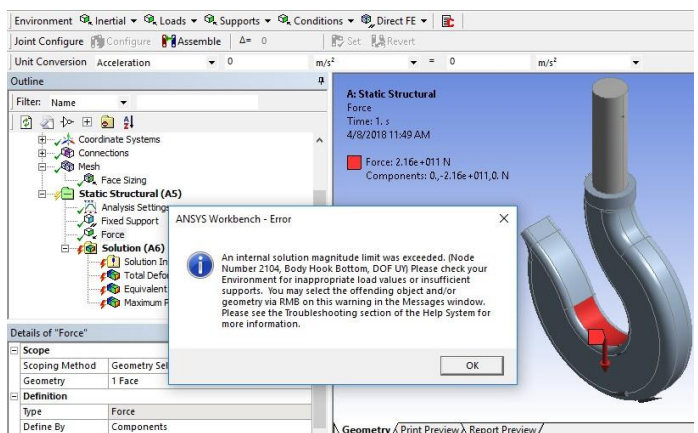 Environment Inertial Loads Supports Conditions Direct FE
Joint Configure Configure Assemble Δ= 0 Set Revert
Unit Conversion Acceleration 0 m/s² = 0 m/s²
Outline
Filter: Name
Coordinate Systems
Connections
Mesh
Face Sizing
Static Structural (A5)
Analysis Settings
Fixed Support
Force
Solution (A6)
Solution In
Total Defor
Equivalent
Maximum P
Details of "Force"
Scope
Scoping Method Geometry Sel
Geometry 1 Face
Definition
Type Force
Define By Components
A: Static Structural
Force
Time: 1. s
4/8/2018 11:49 AM
Force: 2.16e+011 N
Components: 0.,-2.16e+011,0. N
ANSYS Workbench - Error
An internal solution magnitude limit was exceeded. (Node
Number 2104, Body Hook Bottom, DOF UY) Please check your
Environment for inappropriate load values or insufficient
supports. You may select the offending object and/or
geometry via RMB on this warning in the Messages window.
Please see the Troubleshooting section of the Help System for
more information.
OK
Geometry Print Preview Report Preview